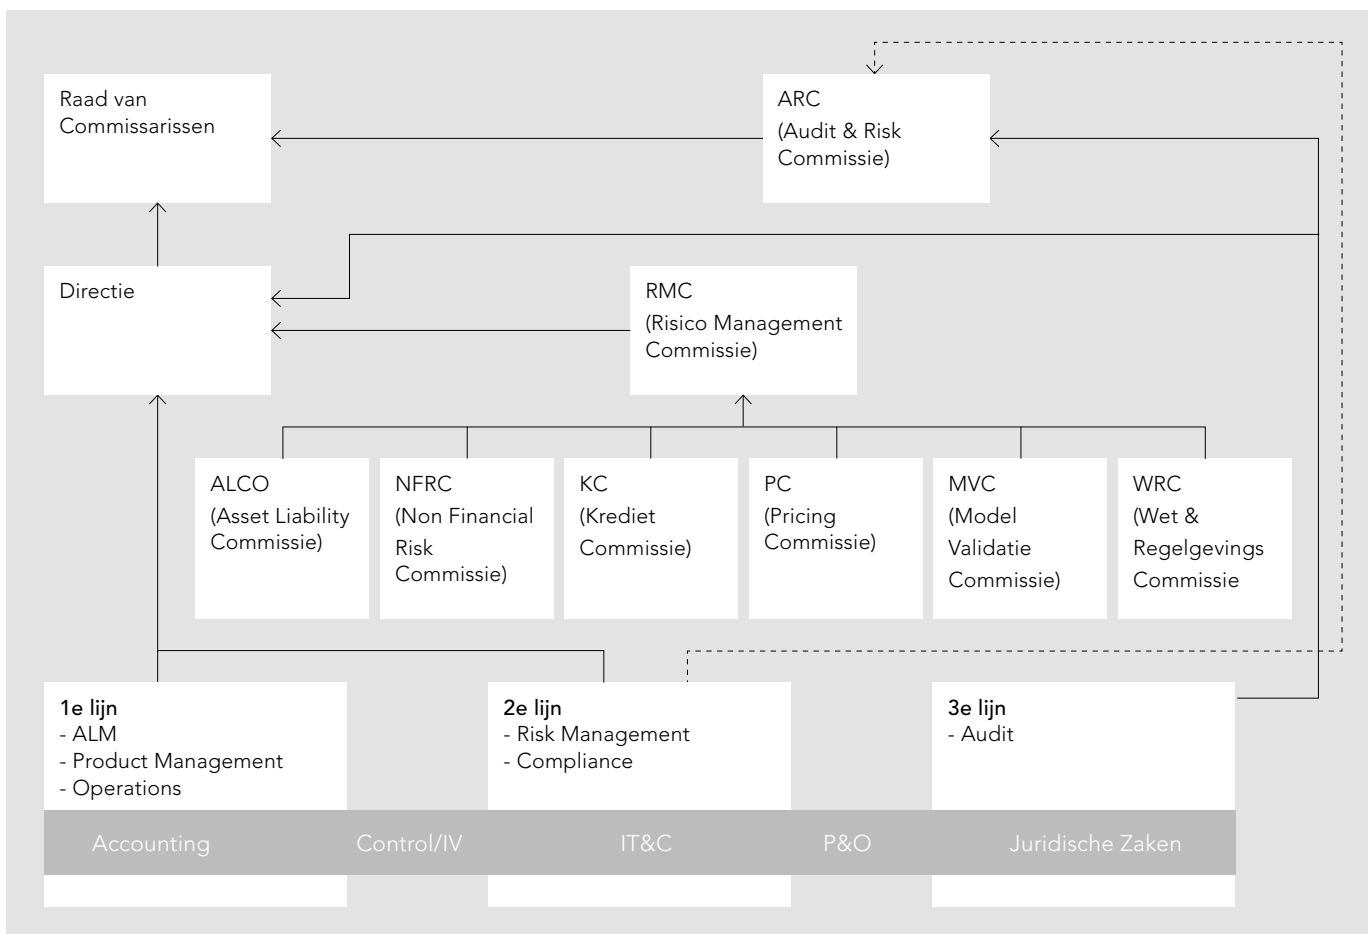 Raad van
Commissarissen
ARC
(Audit & Risk
Commissie)
Directie
RMC
(Risico Management
Commissie)
ALCO
(Asset Liability
Commissie)
NFRC
(Non Financial
Risk
Commissie)
KC
(Krediet
Commissie)
PC
(Pricing
Commissie)
MVC
(Model
Validatie
Commissie)
WRC
(Wet &
Regelgevings
Commissie
1e lijn
- ALM
- Product Management
- Operations
2e lijn
- Risk Management
- Compliance
3e lijn
- Audit
Accounting
Control/IV
IT&C
P&O
Juridische Zaken